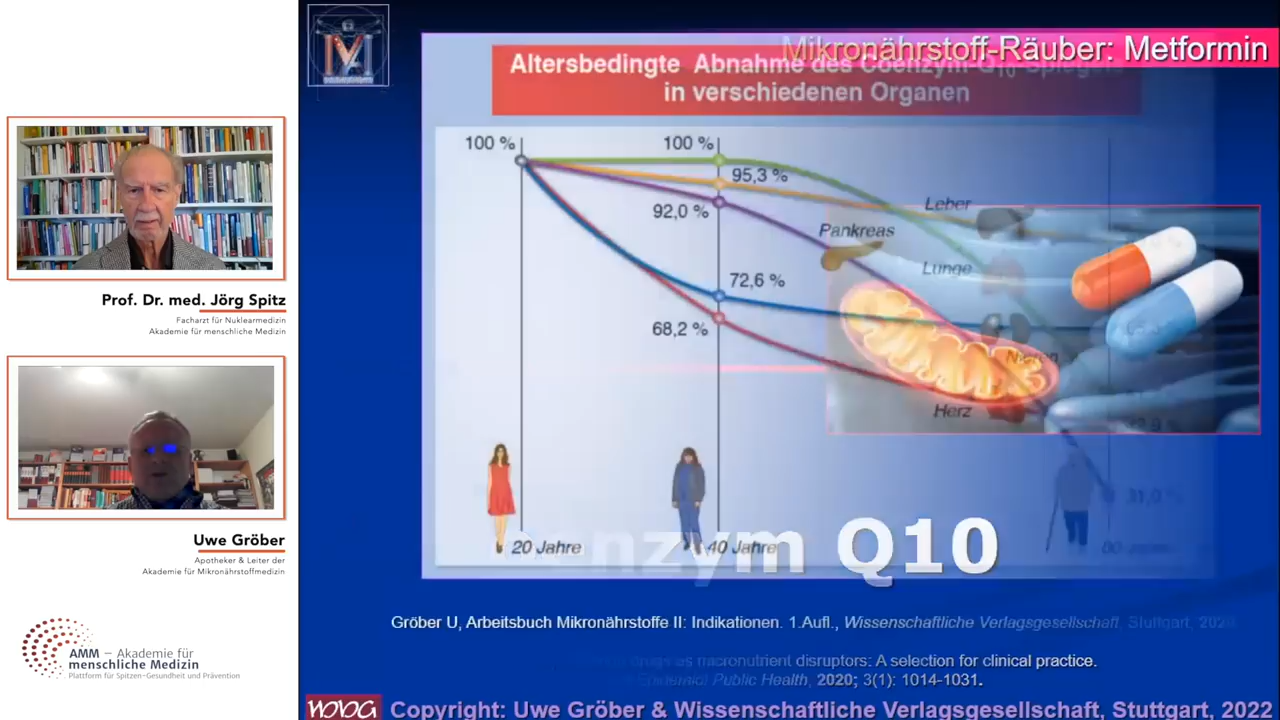 Prof. Dr. med. Jörg Spitz
Facharzt für Nuklearmedizin
Akademie für menschliche Medizin
Uwe Gröber
Apotheker & Leiter der
Akademie für Mikronährstoffmedizin
AMM – Akademie für
menschliche Medizin
Plattform für Spitzen-Gesundheit und Prävention
Mikronährstoff-Räuber: Metformin
Altersbedingte Abnahme des Coenzym-Q10-Spiegels
in verschiedenen Organen
100 %
100 %
95,3 %
92,0 %
72,6 %
68,2 %
Leber
Pankreas
Lunge
Nieren
Herz
31,0 %
20 Jahre
40 Jahre
80 Jahre
Q10
Gröber U, Arbeitsbuch Mikronährstoffe II: Indikationen. 1.Aufl., Wissenschaftliche Verlagsgesellschaft, Stuttgart,
drugs as micronutrient disruptors: A selection for clinical practice.
Epidemiol Public Health, 2020; 3(1): 1014-1031.
WVG Copyright: Uwe Gröber & Wissenschaftliche Verlagsgesellschaft, Stuttgart, 2022